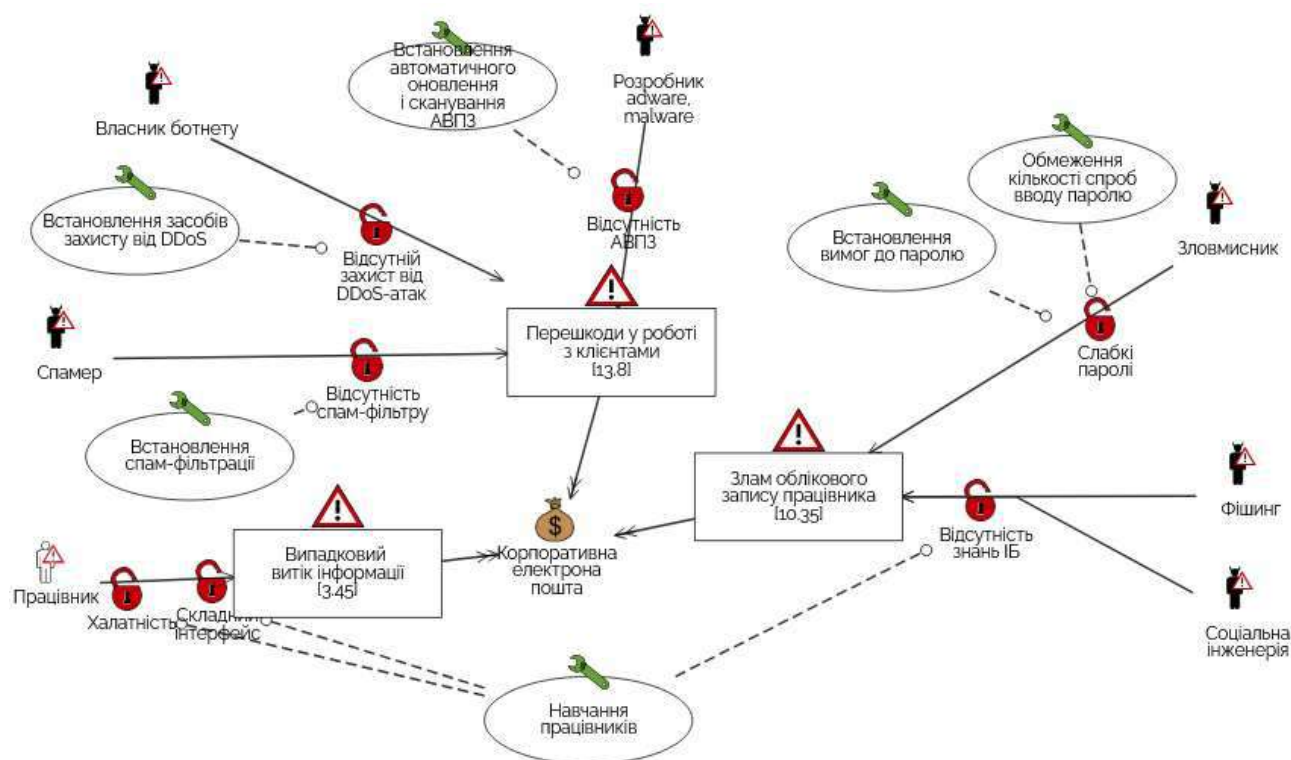 Встановлення
автоматичного
оновлення
і сканування
АВПЗ
Розробник
adware,
malware
Власник ботнету
Обмеження
кількості спроб
вводу паролю
Встановлення засобів
захисту від DDoS
Відсутність
АВПЗ
Встановлення
вимог до паролю
Зловмисник
Відсутній
захист від
DDoS-атак
Перешкоди у роботі
з клієнтами
[13.8]
Слабкі
паролі
Спамер
Відсутність
спам-фільтру
Встановлення
спам-фільтрації
Злам облікового
запису працівника
[10.35]
Фішинг
Відсутність
знань ІБ
Випадковий
витік інформації
[3.45]
$
Корпоративна
електрона
пошта
Працівник
Халатність
Складний
інтерфейс
Соціальна
інженерія
Навчання
працівників